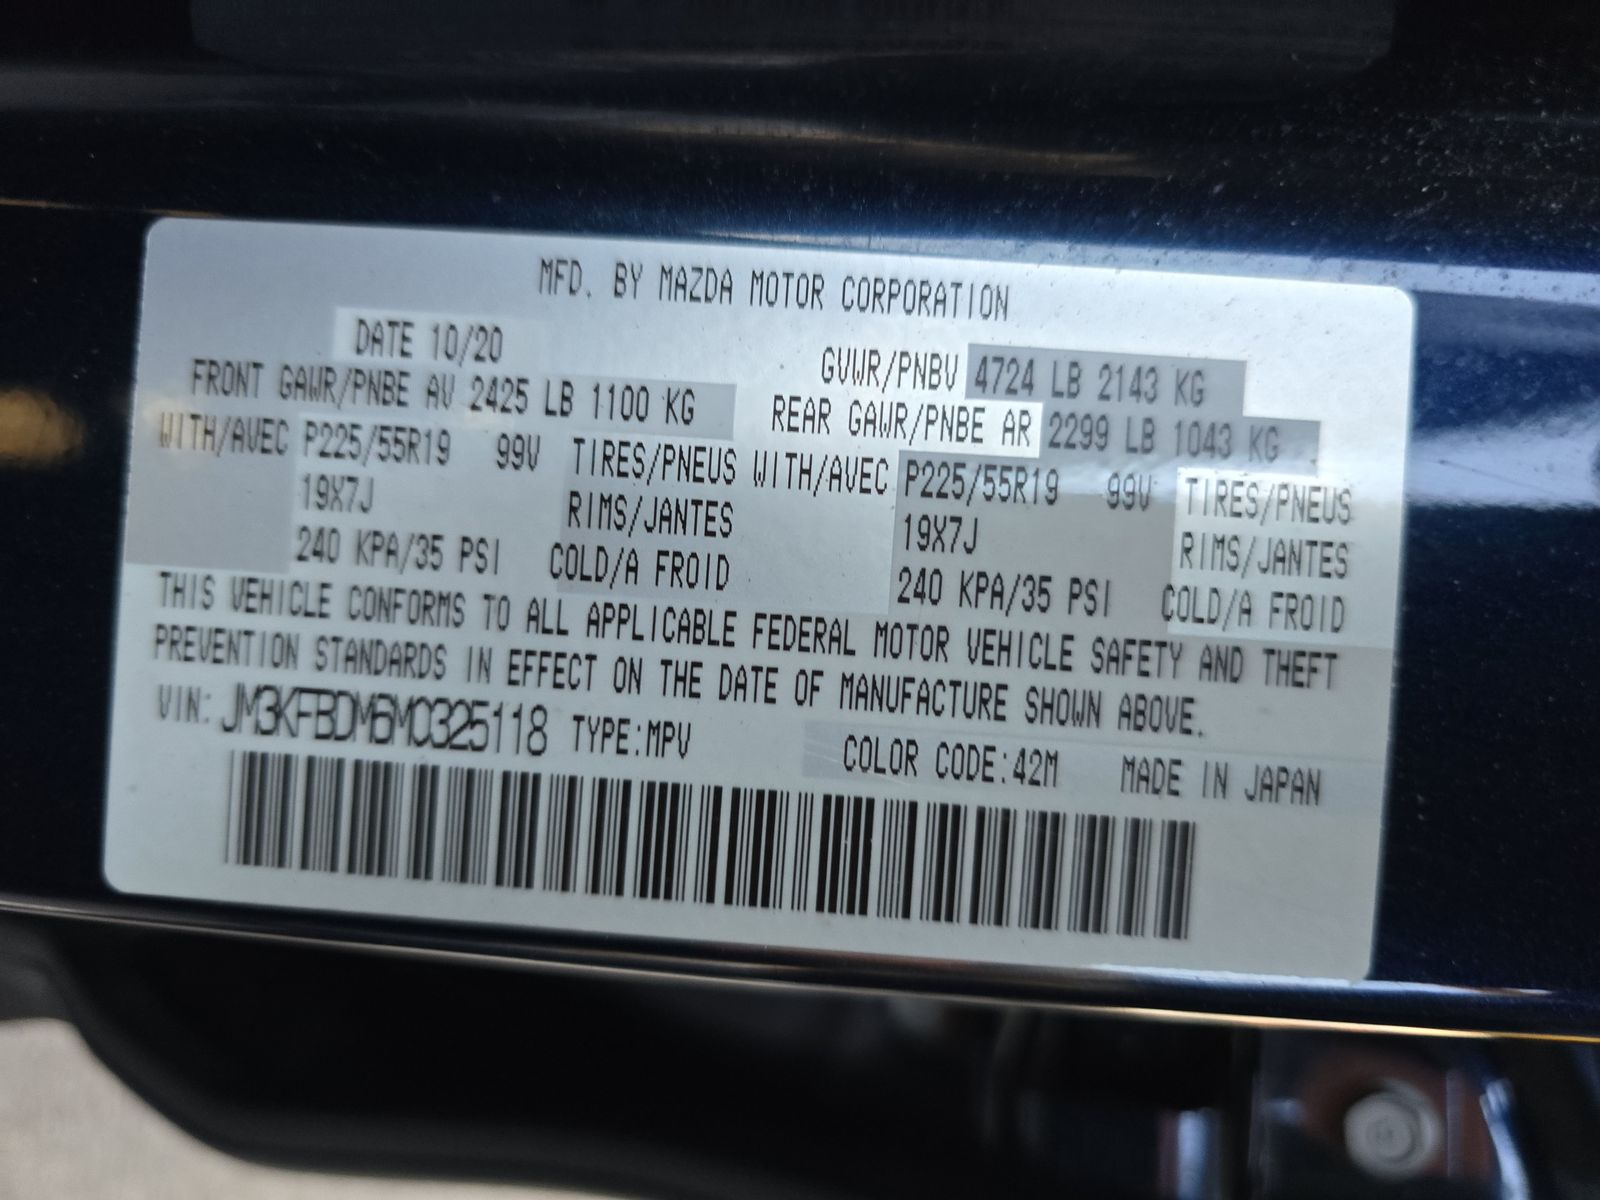 MFD. BY MAZDA MOTOR CORPORATION
DATE 10/20
GVWR/PNBV 4724 LB 2143 KG
FRONT GAWR/PNBE AV 2425 LB 1100 KG
REAR GAWR/PNBE AR 2299 LB 1043 KG
WITH/AVEC P225/55R19 99V TIRES/PNEUS WITH/AVEC P225/55R19 99V TIRES/PNEUS
19X7J RIMS/JANTES 19X7J RIMS/JANTES
240 KPA/35 PSI COLD/A FROID 240 KPA/35 PSI COLD/A FROID
THIS VEHICLE CONFORMS TO ALL APPLICABLE FEDERAL MOTOR VEHICLE SAFETY AND THEFT
PREVENTION STANDARDS IN EFFECT ON THE DATE OF MANUFACTURE SHOWN ABOVE.
VIN: JM3KFBDM6M0325118 TYPE:MPV COLOR CODE:42M MADE IN JAPAN